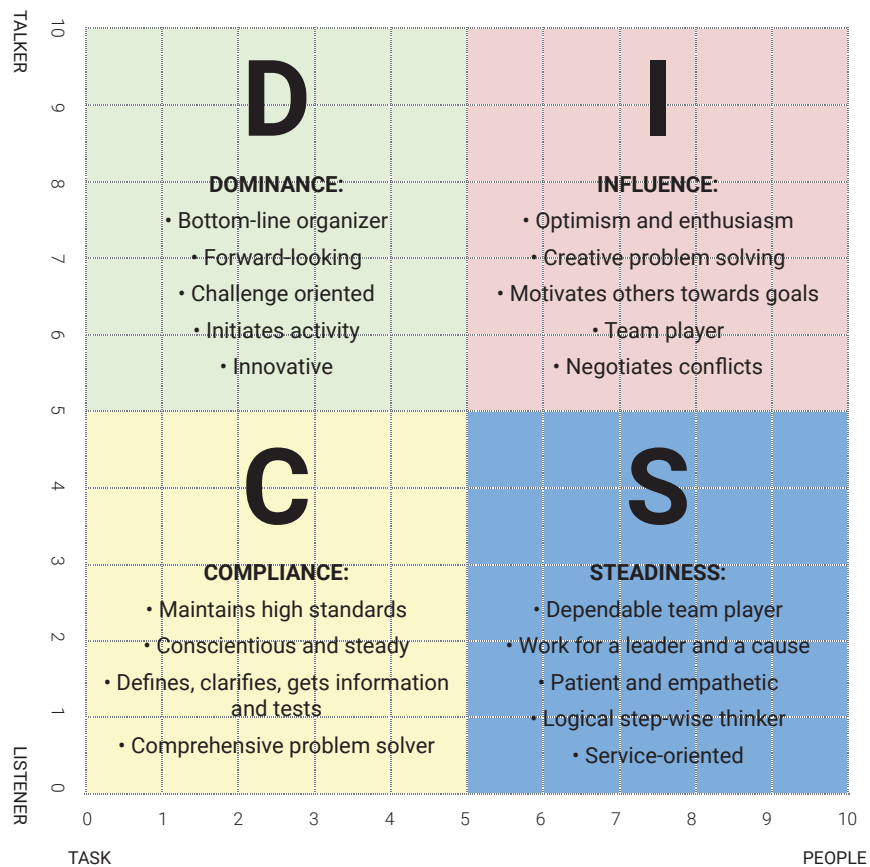 TALKER
10
9
8
7
6
5
4
3
2
1
0
LISTENER
D
DOMINANCE:
• Bottom-line organizer
• Forward-looking
• Challenge oriented
• Initiates activity
• Innovative
I
INFLUENCE:
• Optimism and enthusiasm
• Creative problem solving
• Motivates others towards goals
• Team player
• Negotiates conflicts
C
COMPLIANCE:
• Maintains high standards
• Conscientious and steady
• Defines, clarifies, gets information
and tests
• Comprehensive problem solver
S
STEADINESS:
• Dependable team player
• Work for a leader and a cause
• Patient and empathetic
• Logical step-wise thinker
• Service-oriented
0 1 2 3 4 5 6 7 8 9 10
TASK PEOPLE